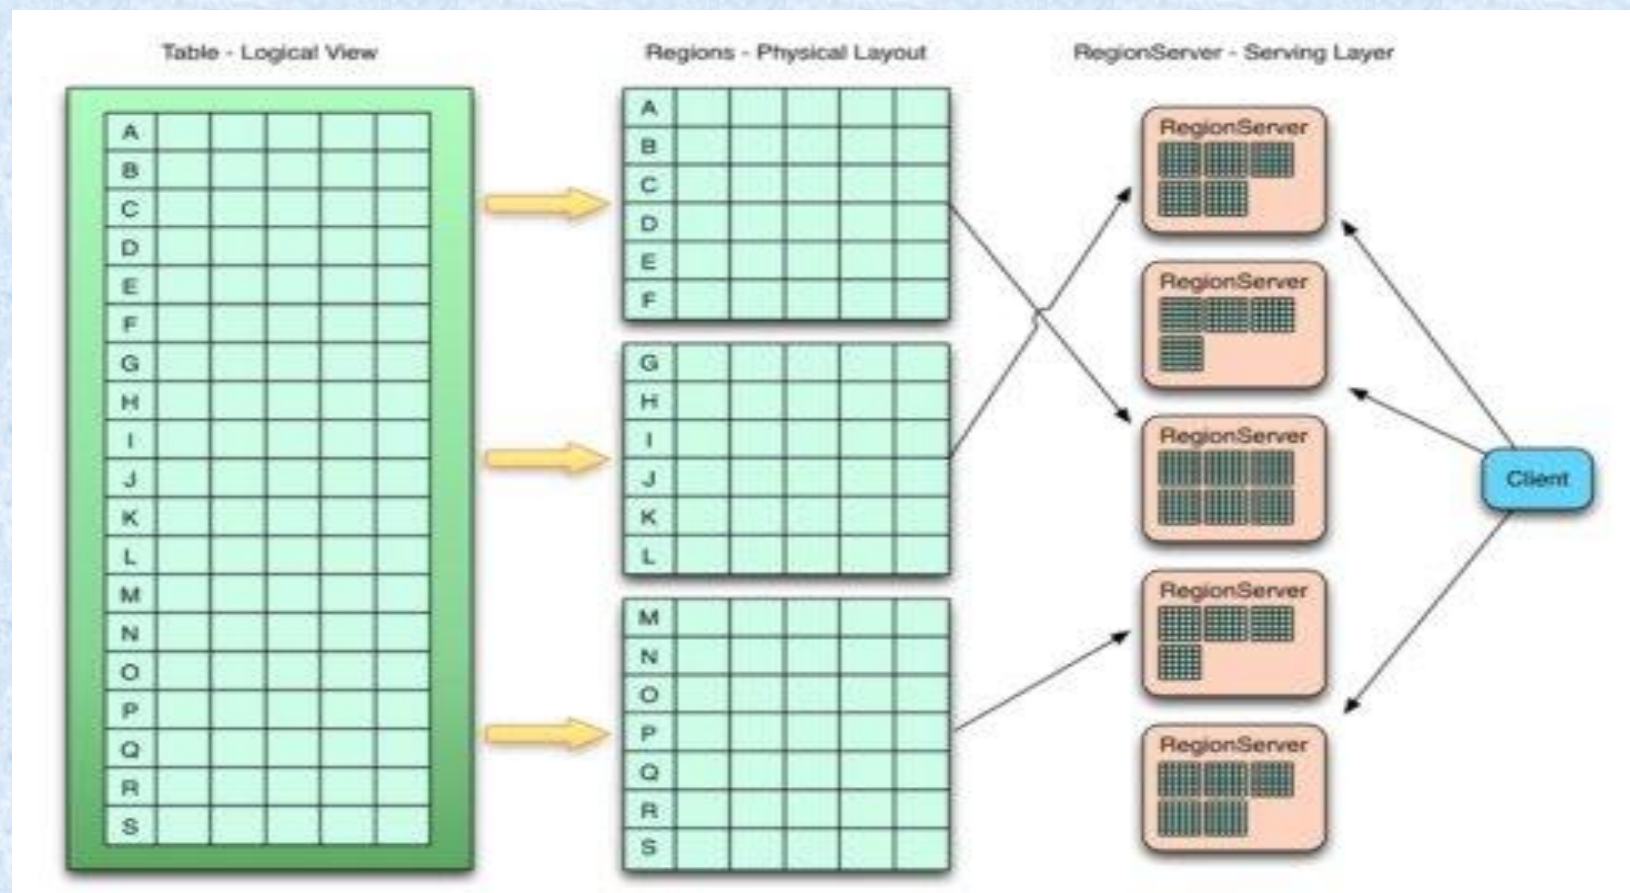 Table - Logical View
A
B
C
D
E
F
G
H
I
J
K
L
M
N
O
P
Q
R
S
Regions - Physical Layout
A
B
C
D
E
F
G
H
I
J
K
L
M
N
O
P
Q
R
S
RegionServer - Serving Layer
RegionServer
RegionServer
RegionServer
RegionServer
RegionServer
Client